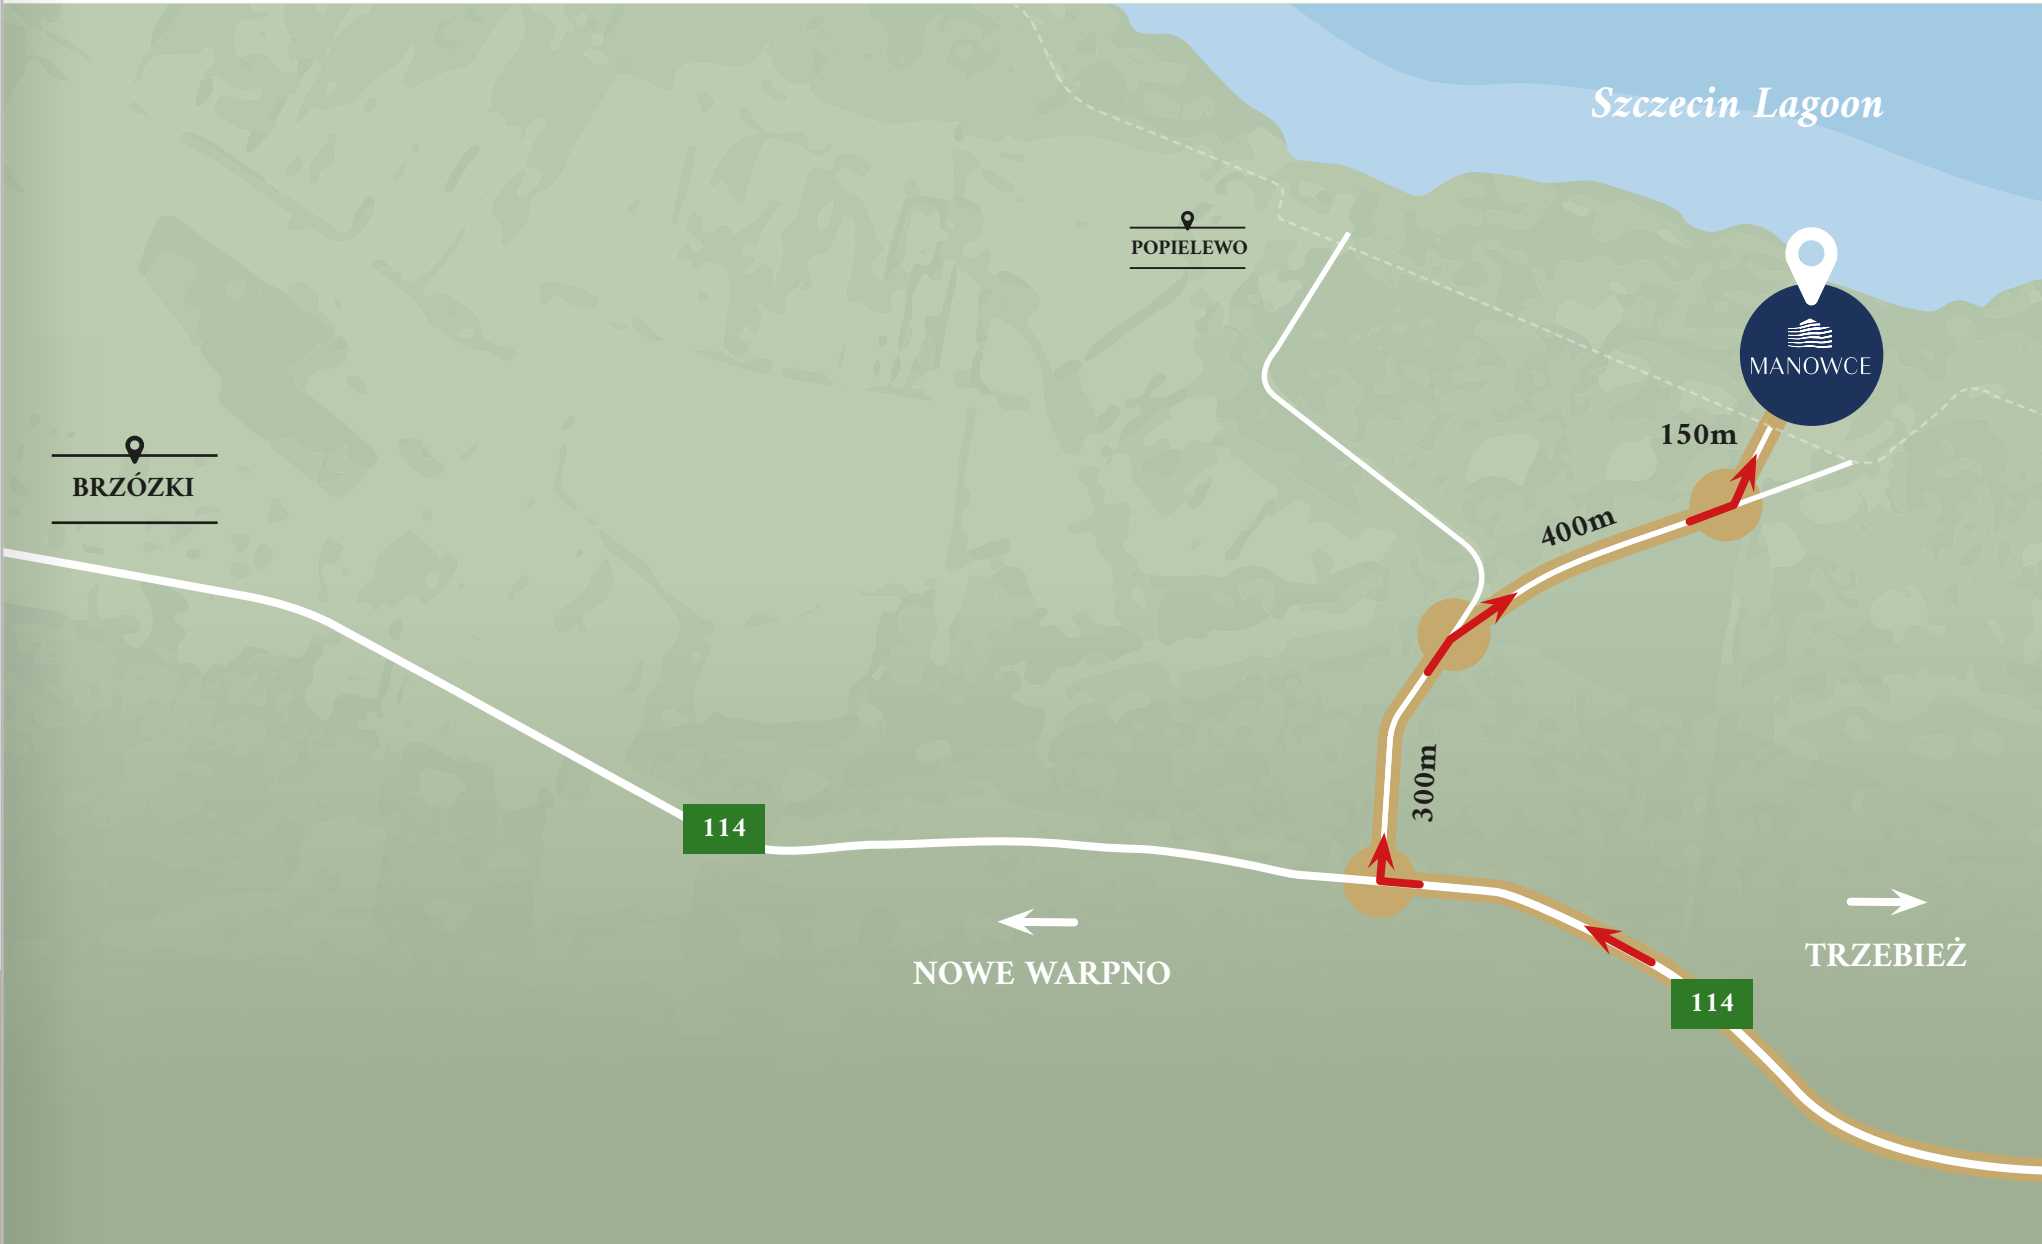 Szczecin Lagoon
POPIELEWO
MANOWCE
150m
BRZÓZKI
400m
300m
114
NOWE WARPNO
TRZEBIEŻ
114